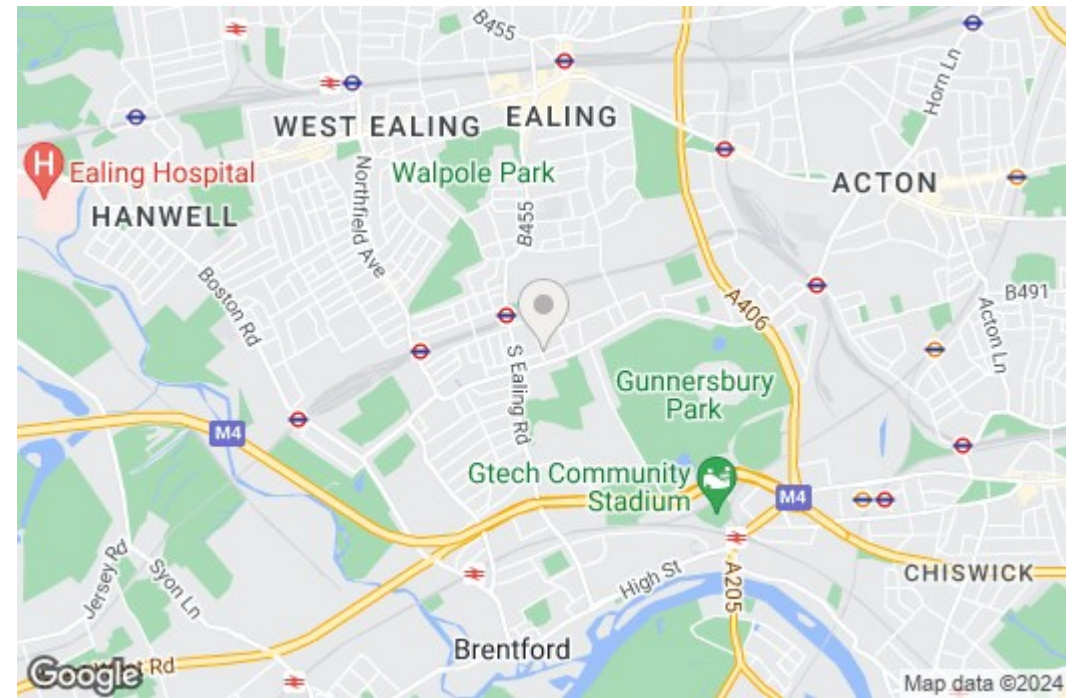 B455
Horn Ln
WEST EALING
EALING
H
Ealing Hospital
Walpole Park
ACTON
HANWELL
Northfield Ave
B455
Boston Rd
A406
B491
Acton Ln
S Ealing Rd
Gunnersbury
Park
M4
Gtech Community
Stadium
M4
Jersey Rd
Syon Ln
High St
A205
CHISWICK
Brentford
Rd
Google
Map data ©2024